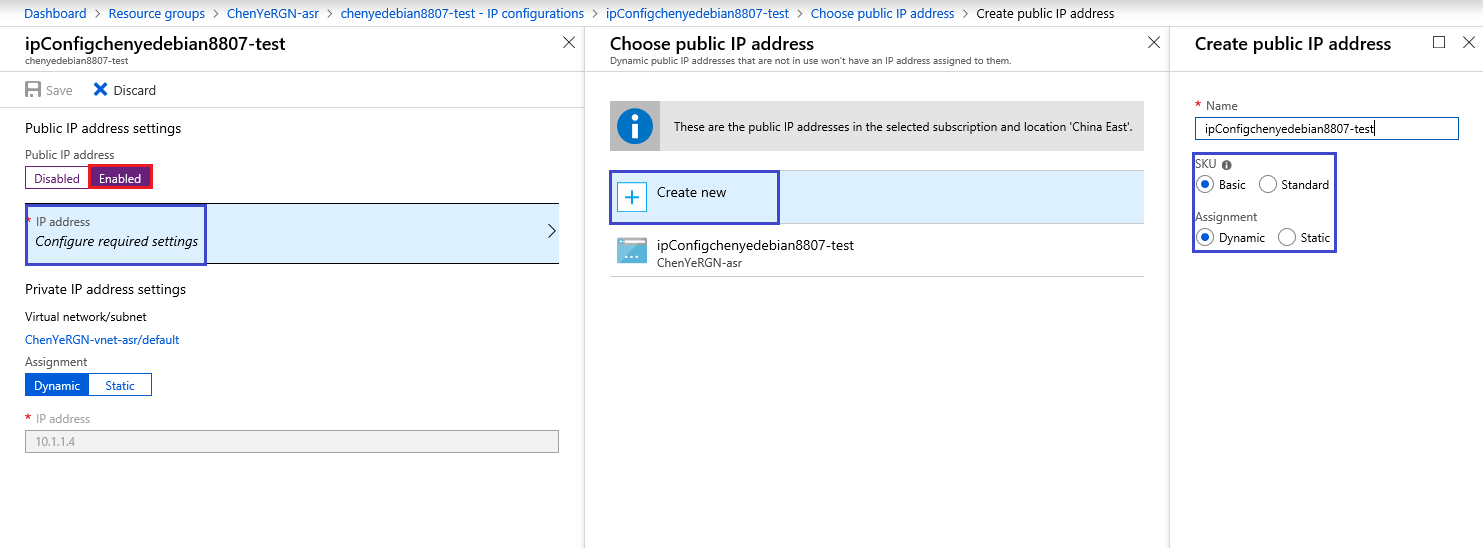 Dashboard > Resource groups > ChenYeRGN-asr > chenyedebian8807-test - IP configurations > ipConfigchenyedebian8807-test > Choose public IP address > Create public IP address
ipConfigchenyedebian8807-test
chenyedebian8807-test
Save Discard
Public IP address settings
Public IP address
Disabled Enabled
* IP address
Configure required settings
Private IP address settings
Virtual network/subnet
ChenYeRGN-vnet-asr/default
Assignment
Dynamic Static
* IP address
10.1.1.4
Choose public IP address
Dynamic public IP addresses that are not in use won't have an IP address assigned to them.
These are the public IP addresses in the selected subscription and location 'China East'.
Create new
ipConfigchenyedebian8807-test
ChenYeRGN-asr
Create public IP address
* Name
ipConfigchenyedebian8807-test
SKU
Basic Standard
Assignment
Dynamic Static